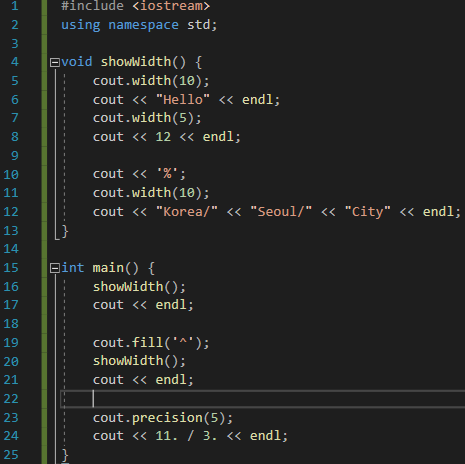 1 #include <iostream>
2 using namespace std;
3
4 void showWidth() {
5     cout.width(10);
6     cout << "Hello" << endl;
7     cout.width(5);
8     cout << 12 << endl;
9
10     cout << '%';
11     cout.width(10);
12     cout << "Korea/" << "Seoul/" << "City" << endl;
13 }
14
15 int main() {
16     showWidth();
17     cout << endl;
18
19     cout.fill('^');
20     showWidth();
21     cout << endl;
22
23     cout.precision(5);
24     cout << 11. / 3. << endl;
25 }